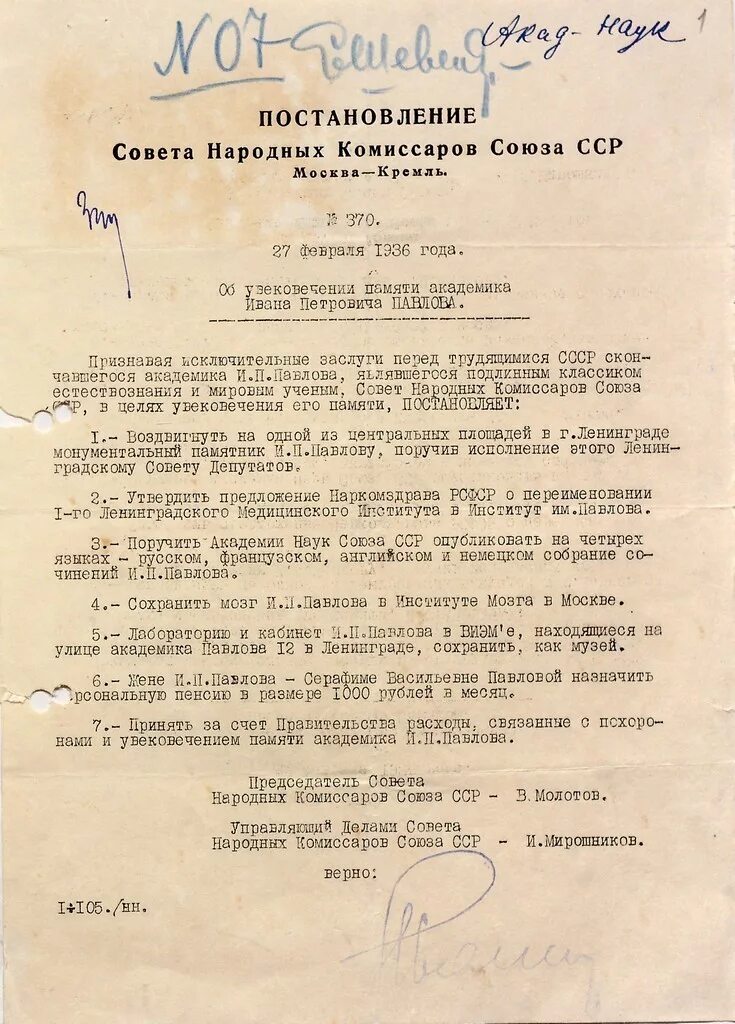 N 07
Акад. Наук
1
ПОСТАНОВЛЕНИЕ
Совета Народных Комиссаров Союза ССР
Москва—Кремль.
№ 370.
27 февраля 1936 года.
Об увековечении памяти академика
Ивана Петровича ПАВЛОВА.
Признавая исключительные заслуги перед трудящимися СССР скон-
чавшегося академика И.П.Павлова, являвшегося подлинным классиком
естествознания и мировым ученым, Совет Народных Комиссаров Союза
ССР, в целях увековечения его памяти, ПОСТАНОВЛЯЕТ:
1.- Воздвигнуть на одной из центральных площадей в г.Ленинграде
монументальный памятник И.П.Павлову, поручив исполнение этого Ленин-
градскому Совету Депутатов.
2.- Утвердить предложение Наркомздрава РСФСР о переименовании
I-го Ленинградского Медицинского Института в Институт им.Павлова.
3.- Поручить Академии Наук Союза ССР опубликовать на четырех
языках - русском, французском, английском и немецком собрание со-
чинений И.П.Павлова.
4.- Сохранить мозг И.П.Павлова в Институте Мозга в Москве.
5.- Лабораторию и кабинет И.П.Павлова в ВИЭМ'е, находящиеся на
улице академика Павлова 12 в Ленинграде, сохранить, как музей.
6.- Жене И.П.Павлова - Серафиме Васильевне Павловой назначить
персональную пенсию в размере 1000 рублей в месяц.
7.- Принять за счет Правительства расходы, связанные с похоро-
нами и увековечением памяти академика И.П.Павлова.
Председатель Совета
Народных Комиссаров Союза ССР - В.Молотов.
Управляющий Делами Совета
Народных Комиссаров Союза ССР - И.Мирошников.
верно:
I+105./нн.